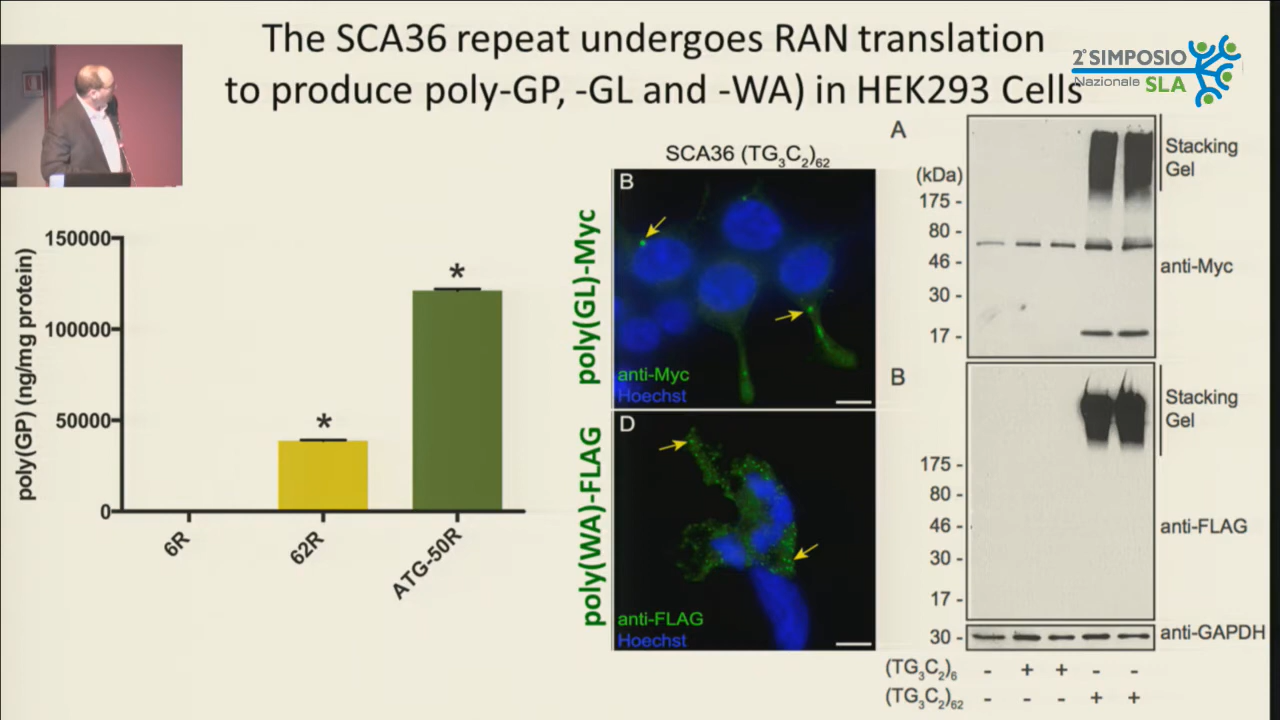 The SCA36 repeat undergoes RAN translation
to produce poly-GP, -GL and -WA) in HEK293 Cells
2° SIMPOSIO
Nazionale SLA
150000
100000
50000
0
poly(GP) (ng/mg protein)
*
*
6R
62R
ATG-50R
SCA36 (TG3C2)62
poly(GL)-Myc
B
anti-Myc
Hoechst
poly(WA)-FLAG
D
anti-FLAG
Hoechst
A
(kDa)
175 -
80 -
46 -
30 -
17 -
Stacking
Gel
anti-Myc
B
175 -
80 -
46 -
30 -
17 -
Stacking
Gel
anti-FLAG
30 -
anti-GAPDH
(TG3C2)6 - + + - -
(TG3C2)62 - - - + +